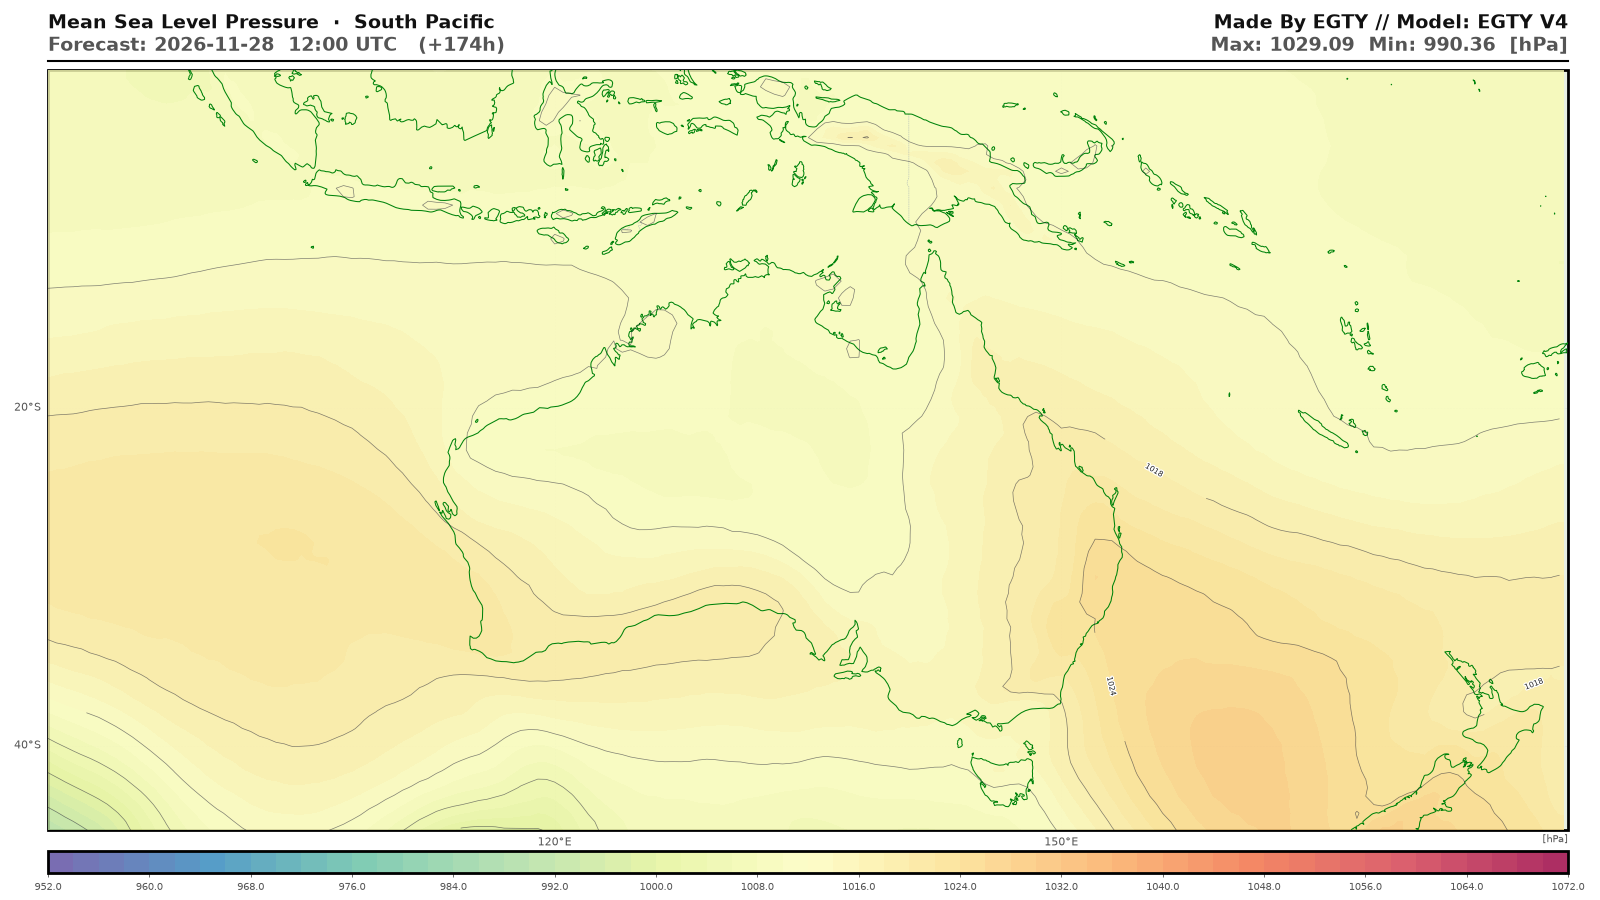 Mean Sea Level Pressure · South Pacific
Made By EGTY // Model: EGTY V4
Forecast: 2026-11-28 12:00 UTC (+174h)
Max: 1029.09 Min: 990.36 [hPa]
20°S
1018
1024
1018
40°S
120°E
150°E
[hPa]
952.0 960.0 968.0 976.0 984.0 992.0 1000.0 1008.0 1016.0 1024.0 1032.0 1040.0 1048.0 1056.0 1064.0 1072.0